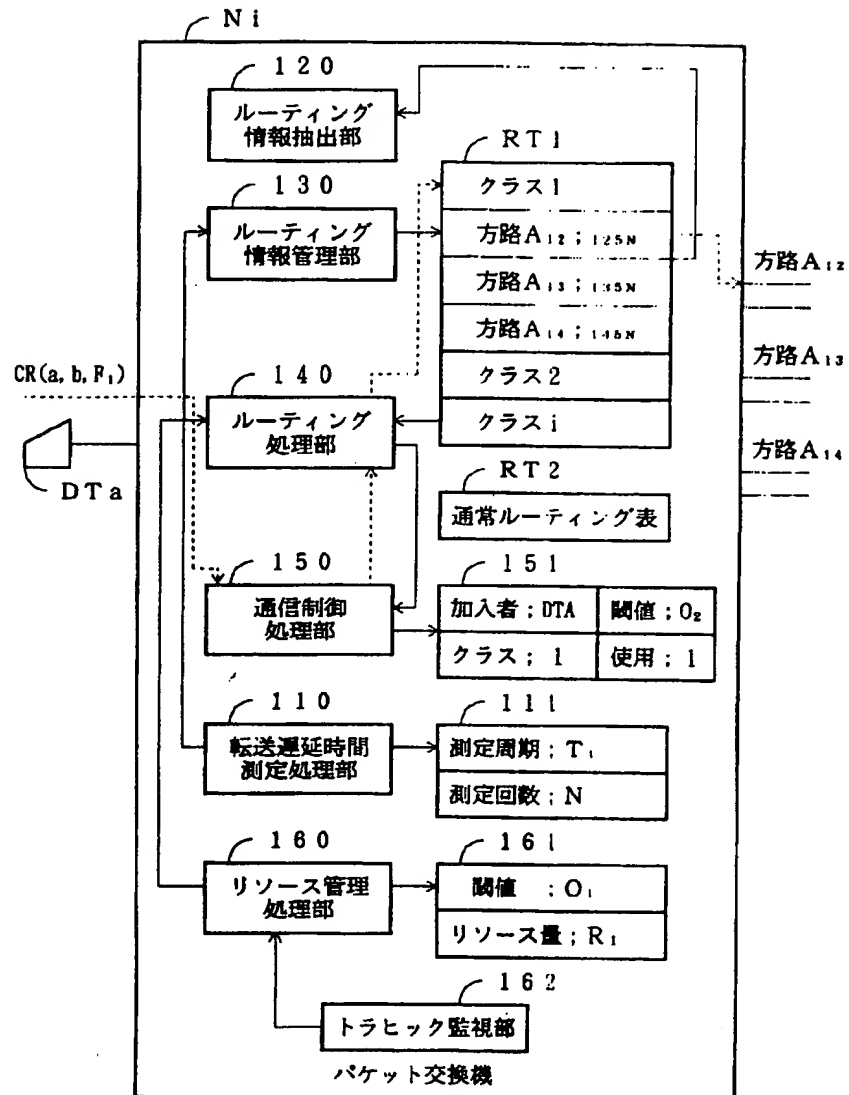 Ni
120
ルーティング
情報抽出部
RT1
クラス1
130
ルーティング
情報管理部
方路A₁₂;125N
方路A₁₂
方路A₁₃;135N
方路A₁₄;145N
方路A₁₃
CR(a,b,F₁)
140
クラス2
ルーティング
処理部
クラスi
方路A₁₄
DTa
RT2
通常ルーティング表
150
通信制御
処理部
151
加入者;DTA
閾値;O₂
クラス;1
使用;1
110
転送遅延時間
測定処理部
111
測定周期;T₁
測定回数;N
160
リソース管理
処理部
161
閾値 ;O₁
リソース量;R₁
162
トラヒック監視部
パケット交換機